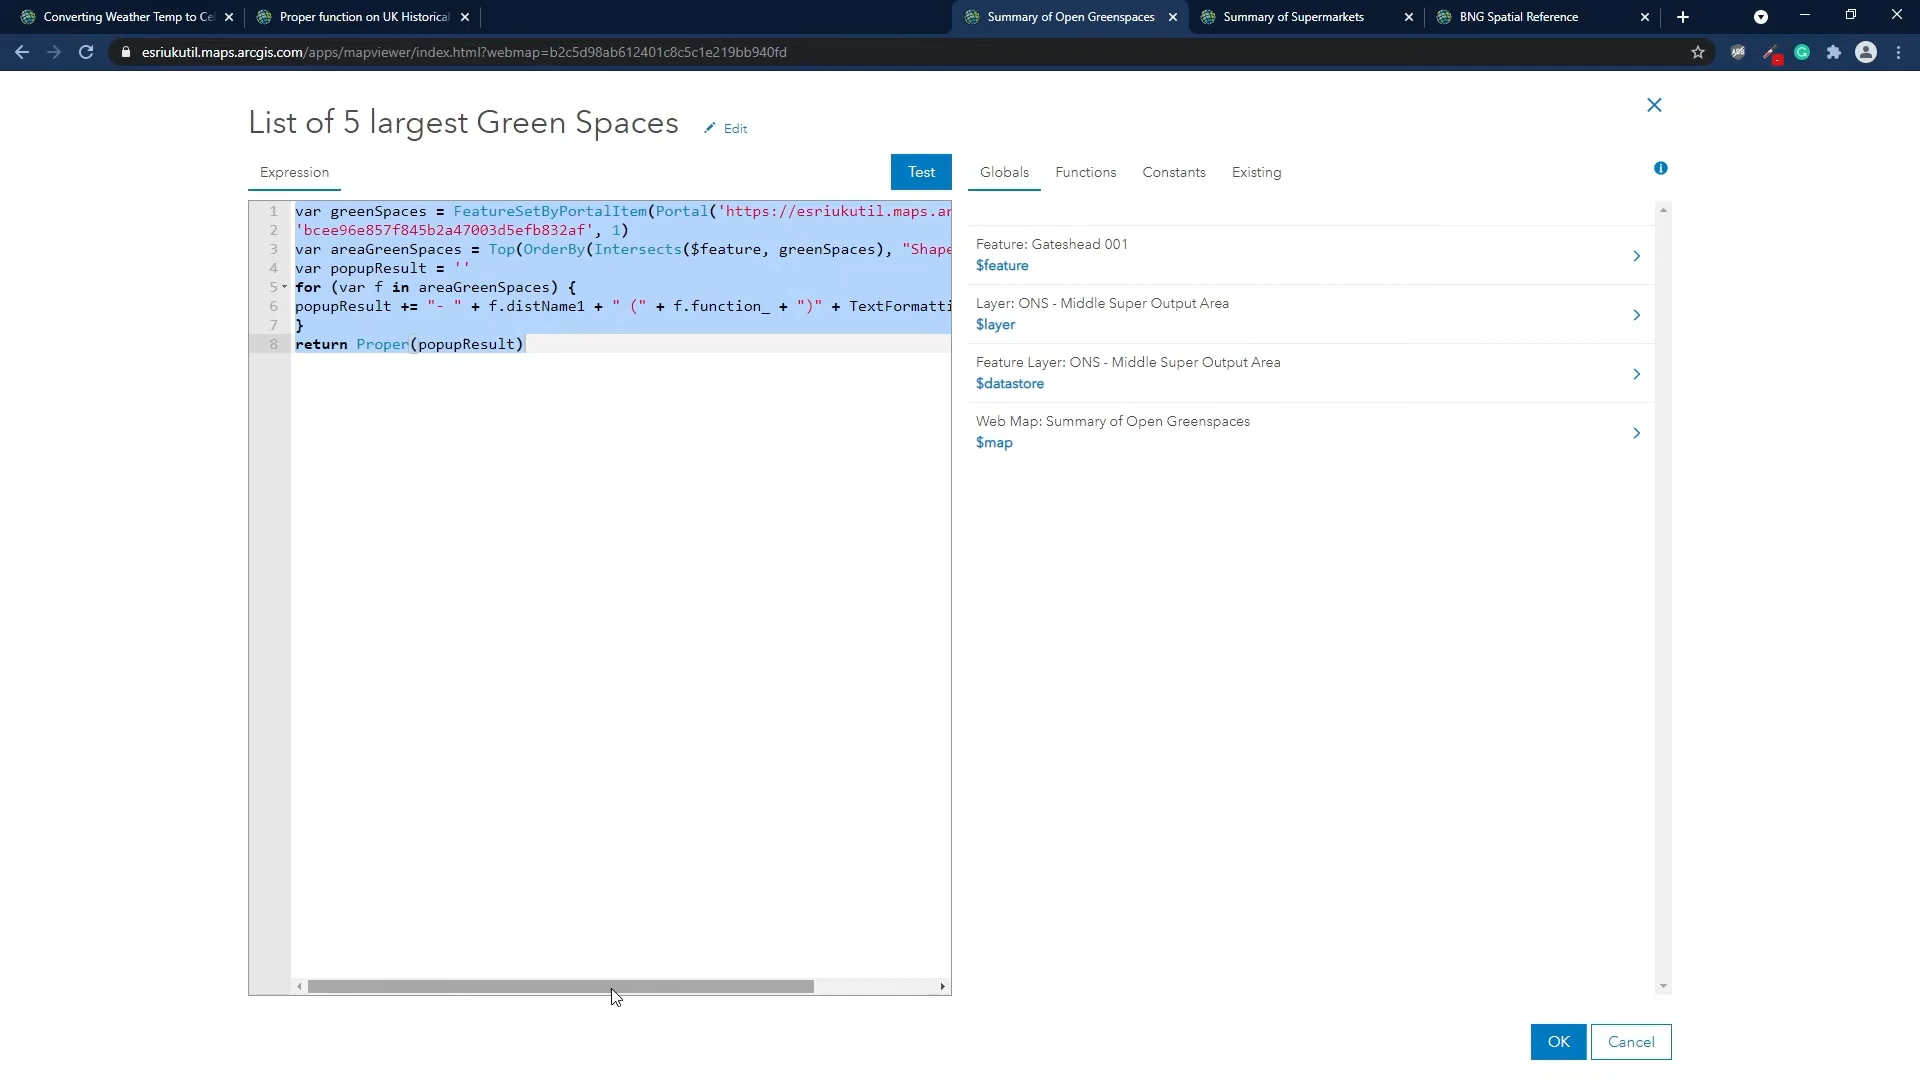 Converting Weather Temp to Cel
Proper function on UK Historical
Summary of Open Greenspaces
Summary of Supermarkets
BNG Spatial Reference
esriukutil.maps.arcgis.com/apps/mapviewer/index.html?webmap=b2c5d98ab612401c8c5c1e219bb940fd
List of 5 largest Green Spaces
Edit
Expression
Test
Globals
Functions
Constants
Existing
1 var greenSpaces = FeatureSetByPortalItem(Portal('https://esriukutil.maps.ar
2 'bcee96e857f845b2a47003d5efb832af', 1)
3 var areaGreenSpaces = Top(OrderBy(Intersects($feature, greenSpaces), "Shape
4 var popupResult = ''
5 for (var f in areaGreenSpaces) {
6 popupResult += "- " + f.distName1 + " (" + f.function_ + ")" + TextFormatti
7 }
8 return Proper(popupResult)
Feature: Gateshead 001
$feature
Layer: ONS - Middle Super Output Area
$layer
Feature Layer: ONS - Middle Super Output Area
$datastore
Web Map: Summary of Open Greenspaces
$map
OK
Cancel